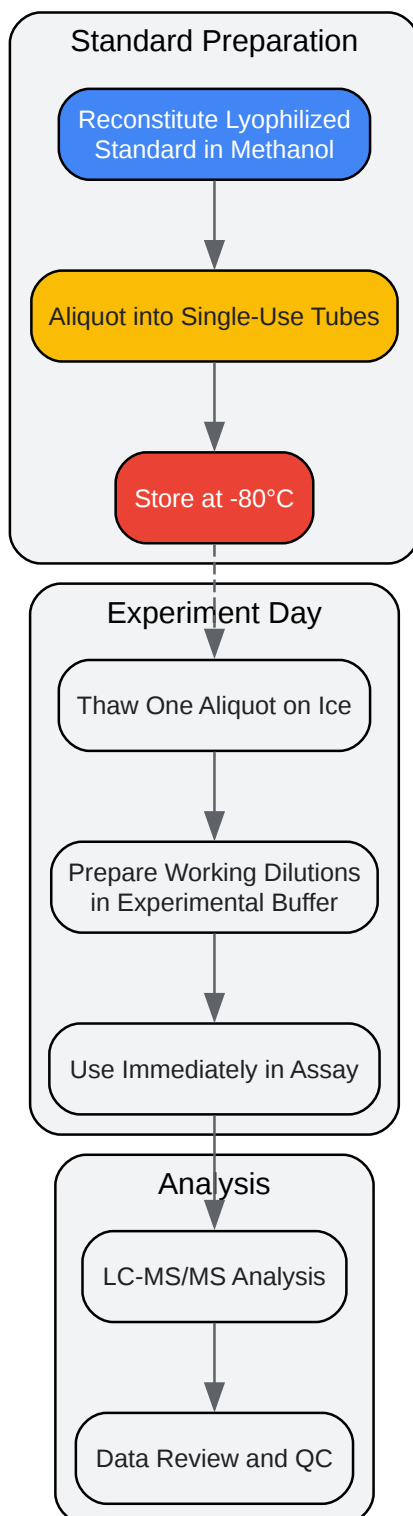 Standard Preparation
Reconstitute Lyophilized
Standard in Methanol
Aliquot into Single-Use Tubes
Store at -80°C
Experiment Day
Thaw One Aliquot on Ice
Prepare Working Dilutions
in Experimental Buffer
Use Immediately in Assay
Analysis
LC-MS/MS Analysis
Data Review and QC